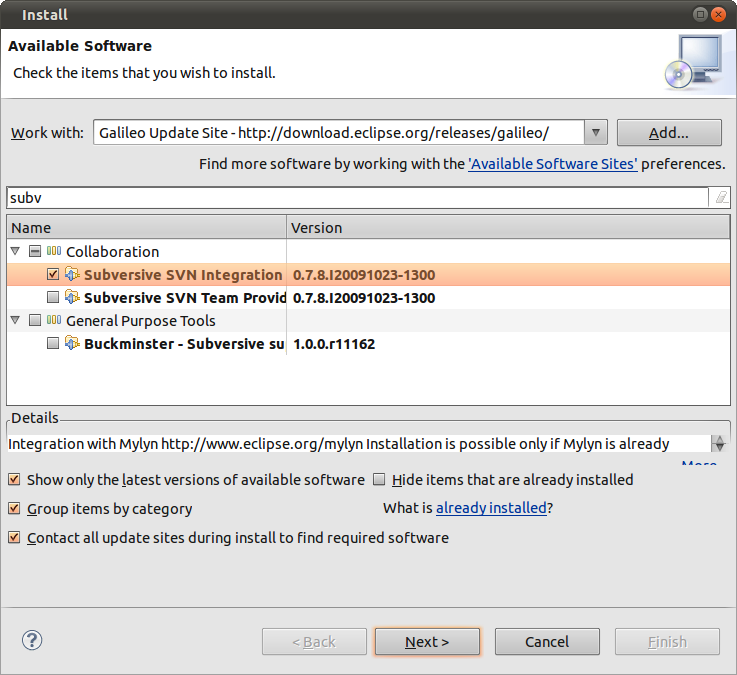 Install
Available Software
Check the items that you wish to install.
Work with: Galileo Update Site - http://download.eclipse.org/releases/galileo/ Add...
Find more software by working with the 'Available Software Sites' preferences.
subv
Name Version
Collaboration
Subversive SVN Integration 0.7.8.I20091023-1300
Subversive SVN Team Provid 0.7.8.I20091023-1300
General Purpose Tools
Buckminster - Subversive su 1.0.0.r11162
Details
Integration with Mylyn http://www.eclipse.org/mylyn Installation is possible only if Mylyn is already
More...
Show only the latest versions of available software Hide items that are already installed
Group items by category What is already installed?
Contact all update sites during install to find required software
? < Back Next > Cancel Finish